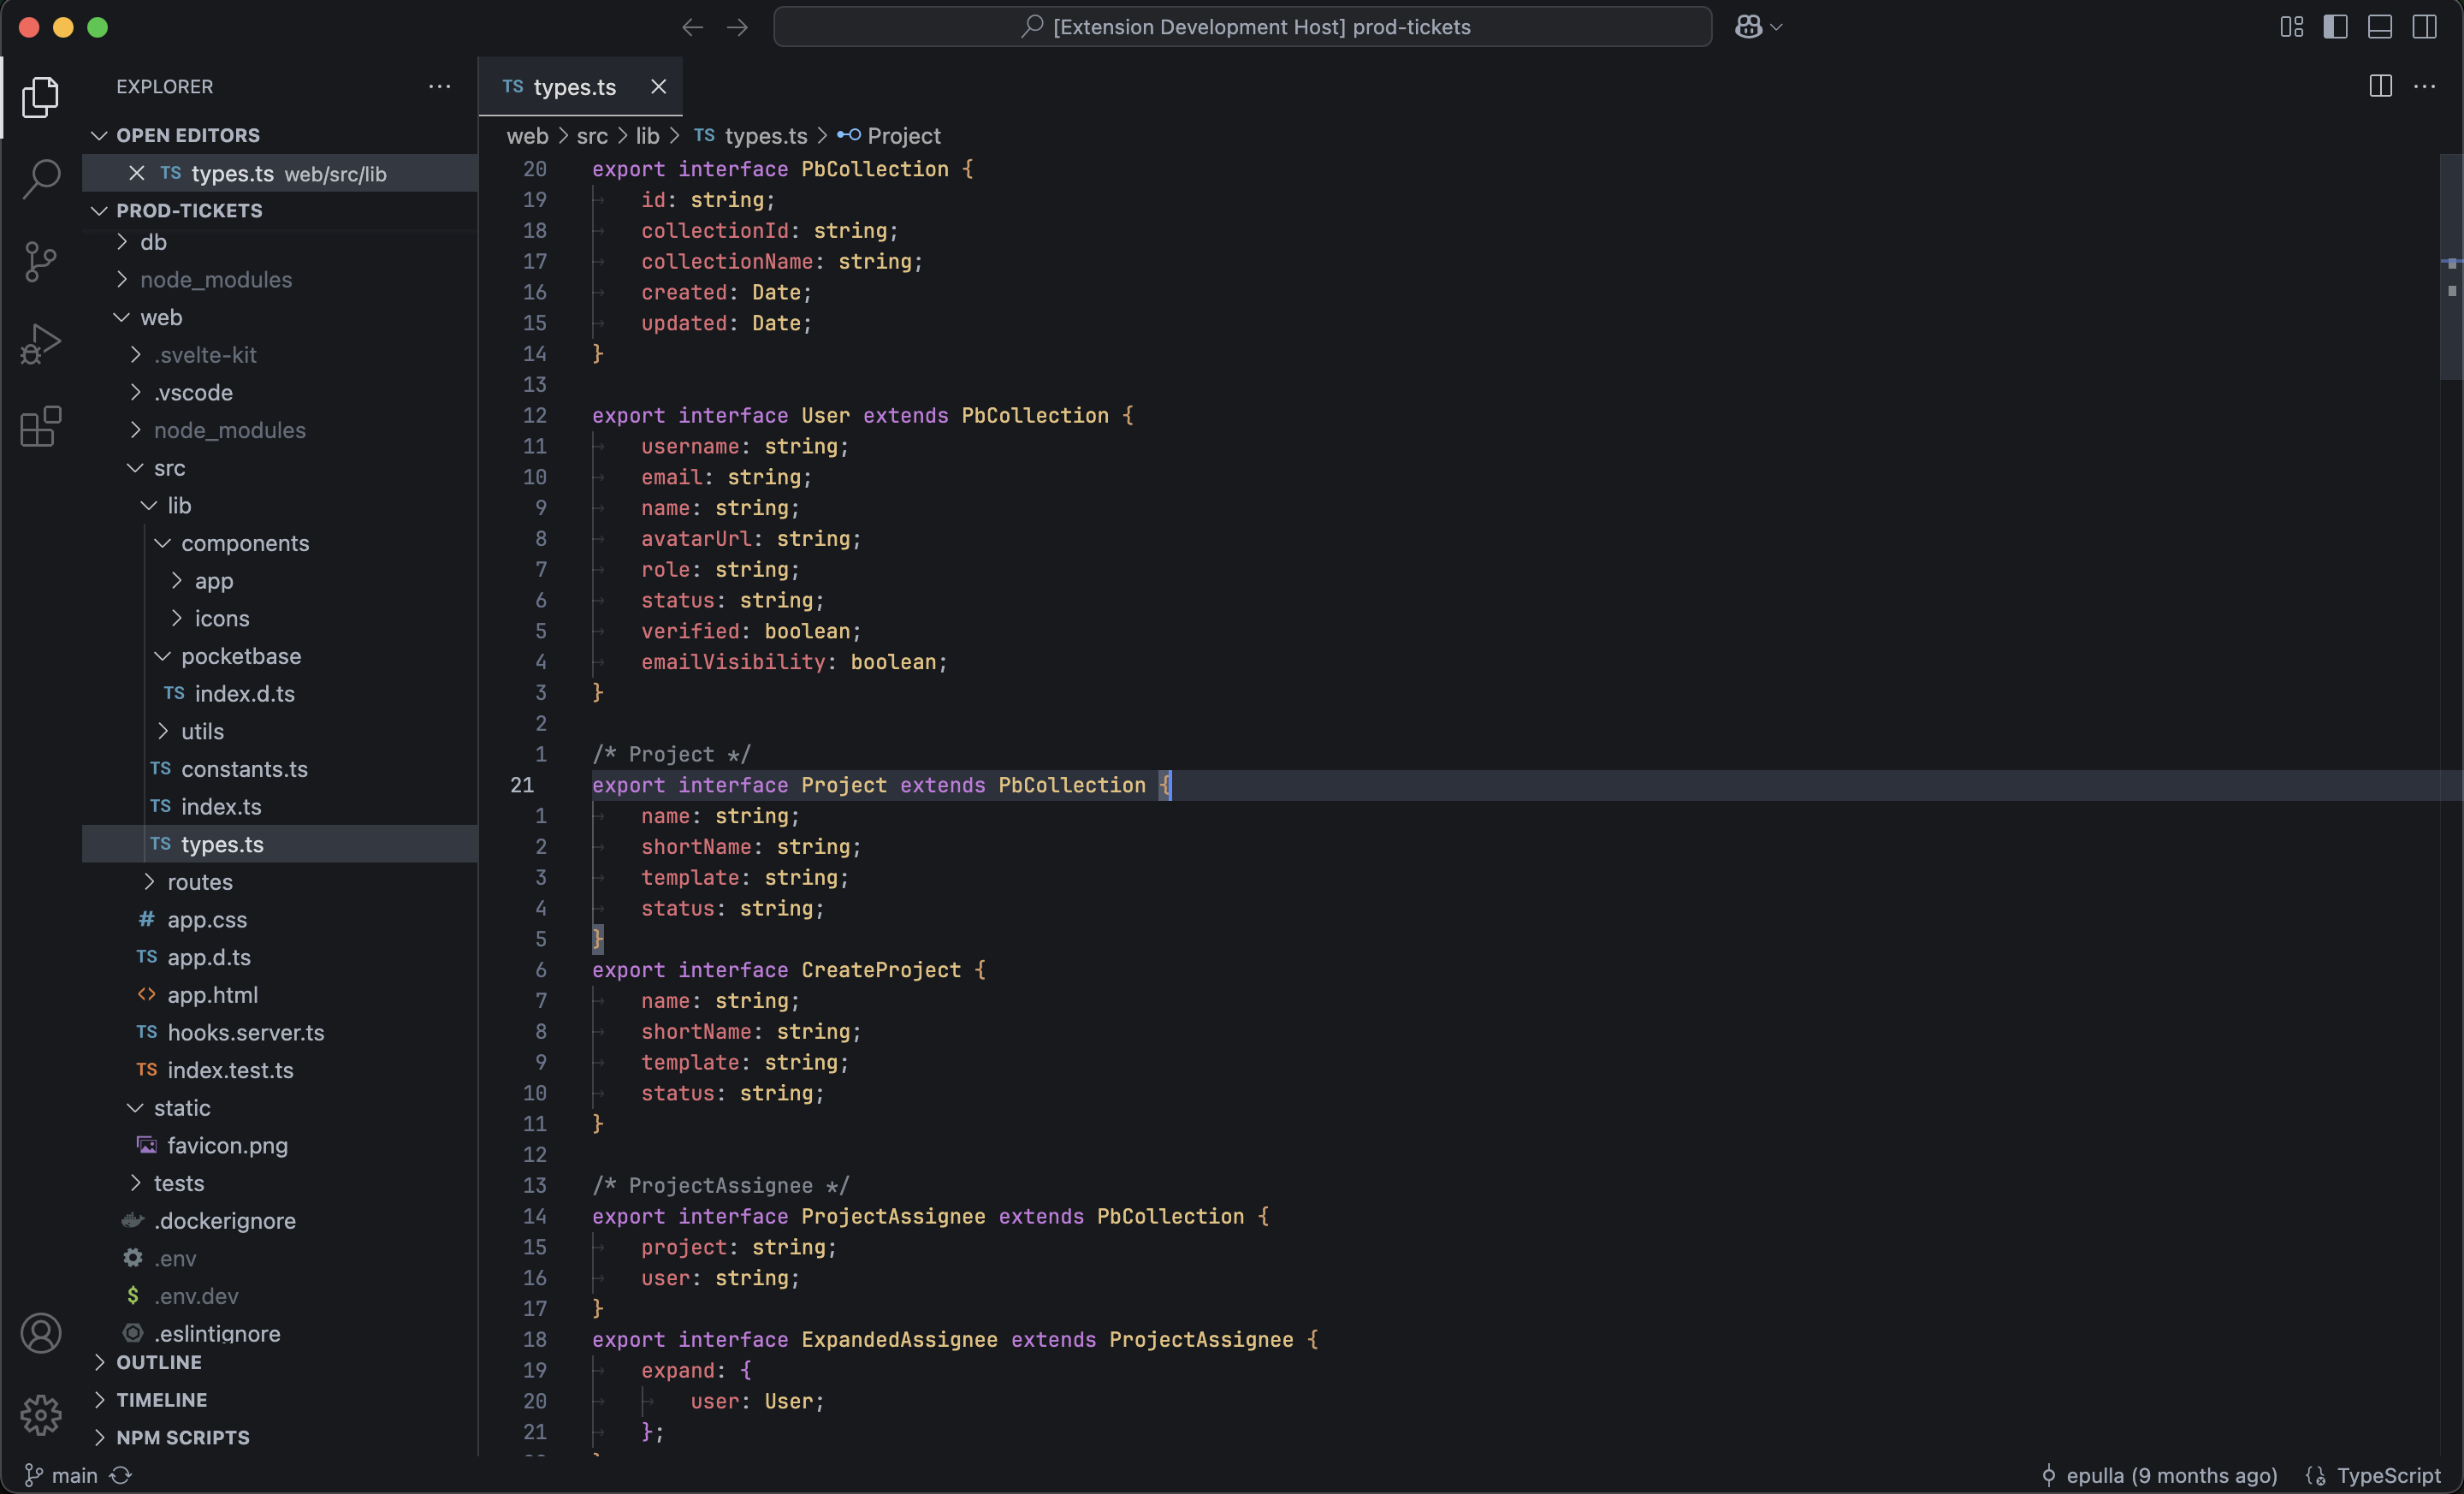 [Extension Development Host] prod-tickets
EXPLORER
OPEN EDITORS
TS types.ts web/src/lib
PROD-TICKETS
db
node_modules
web
.svelte-kit
.vscode
node_modules
src
lib
components
app
icons
pocketbase
TS index.d.ts
utils
TS constants.ts
TS index.ts
TS types.ts
routes
# app.css
TS app.d.ts
<> app.html
TS hooks.server.ts
TS index.test.ts
static
favicon.png
tests
.dockerignore
.env
$ .env.dev
.eslintignore
OUTLINE
TIMELINE
NPM SCRIPTS
TS types.ts
web > src > lib > TS types.ts > Project
20 export interface PbCollection {
19 id: string;
18 collectionId: string;
17 collectionName: string;
16 created: Date;
15 updated: Date;
14 }
13
12 export interface User extends PbCollection {
11 username: string;
10 email: string;
9 name: string;
8 avatarUrl: string;
7 role: string;
6 status: string;
5 verified: boolean;
4 emailVisibility: boolean;
3 }
2
1 /* Project */
21 export interface Project extends PbCollection {
1 name: string;
2 shortName: string;
3 template: string;
4 status: string;
5 }
6 export interface CreateProject {
7 name: string;
8 shortName: string;
9 template: string;
10 status: string;
11 }
12
13 /* ProjectAssignee */
14 export interface ProjectAssignee extends PbCollection {
15 project: string;
16 user: string;
17 }
18 export interface ExpandedAssignee extends ProjectAssignee {
19 expand: {
20 user: User;
21 };
main
epulla (9 months ago)
TypeScript